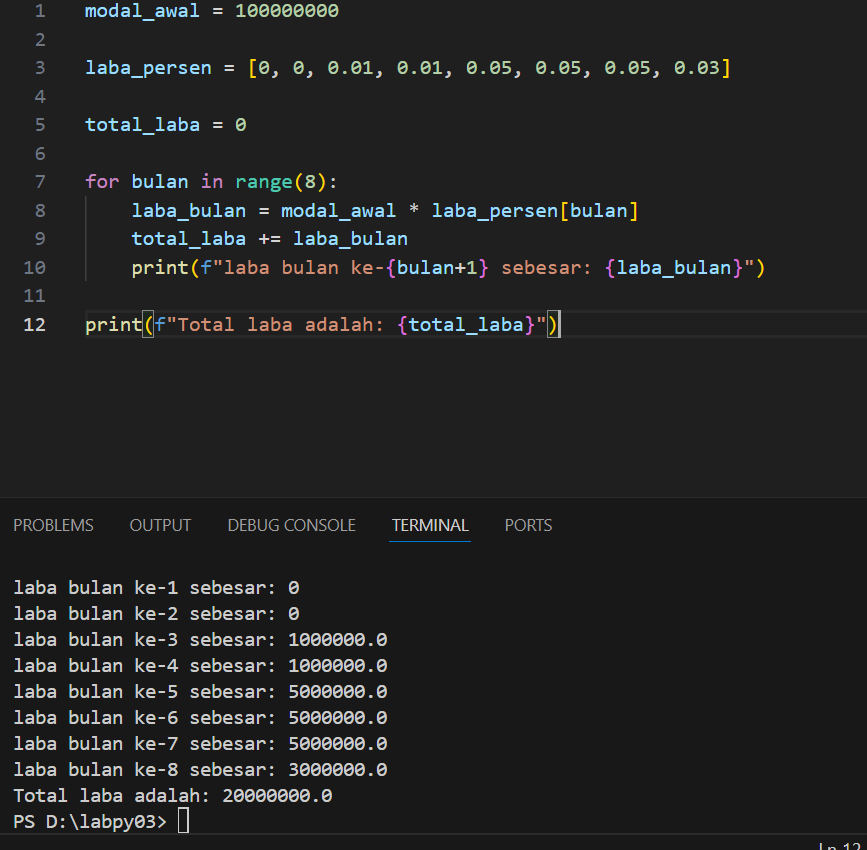 1 modal_awal = 100000000
2
3 laba_persen = [0, 0, 0.01, 0.01, 0.05, 0.05, 0.05, 0.03]
4
5 total_laba = 0
6
7 for bulan in range(8):
8     laba_bulan = modal_awal * laba_persen[bulan]
9     total_laba += laba_bulan
10     print(f"laba bulan ke-{bulan+1} sebesar: {laba_bulan}")
11
12 print(f"Total laba adalah: {total_laba}")
PROBLEMS OUTPUT DEBUG CONSOLE TERMINAL PORTS
laba bulan ke-1 sebesar: 0
laba bulan ke-2 sebesar: 0
laba bulan ke-3 sebesar: 1000000.0
laba bulan ke-4 sebesar: 1000000.0
laba bulan ke-5 sebesar: 5000000.0
laba bulan ke-6 sebesar: 5000000.0
laba bulan ke-7 sebesar: 5000000.0
laba bulan ke-8 sebesar: 3000000.0
Total laba adalah: 20000000.0
PS D:\labpy03>
Ln 12